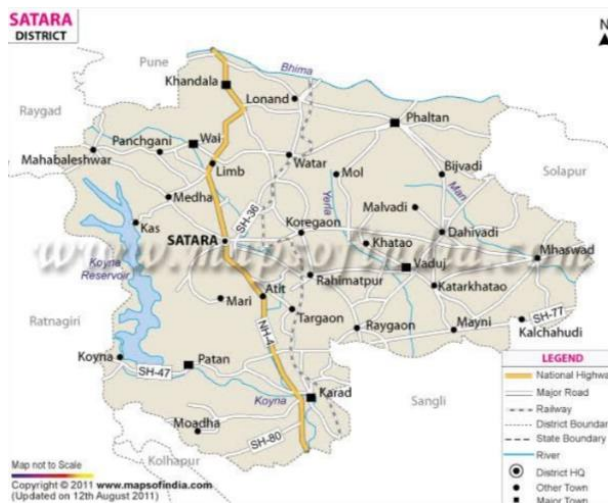 SATARA
DISTRICT
N
Pune
Bhima
Khandala
Lonand
Raygad
Phaltan
Wai
Panchgani
Mahabaleshwar
Limb
Watar
Mol
Bijvadi
Solapur
Medha
Yerla
Man
Malvadi
SH-36
Kas
Koregaon
SATARA
Khatao
Dahivadi
www.mapsofindia.com
Mhaswad
Koyna
Reservoir
Vaduj
Rahimatpur
Katarkhatao
Mari
Atit
Ratnagiri
Targaon
Raygaon
Mayni
SH-77
Kalchahudi
NH-4
Koyna
SH-47
Patan
Koyna
Karad
Sangli
Moadha
SH-80
Kolhapur
LEGEND
National Highway
Major Road
Railway
District Boundar
State Boundary
River
District HQ
Other Town
Major Town
Map not to Scale
Copyright © 2011 www.mapsofindia.com
(Updated on 12th August 2011)